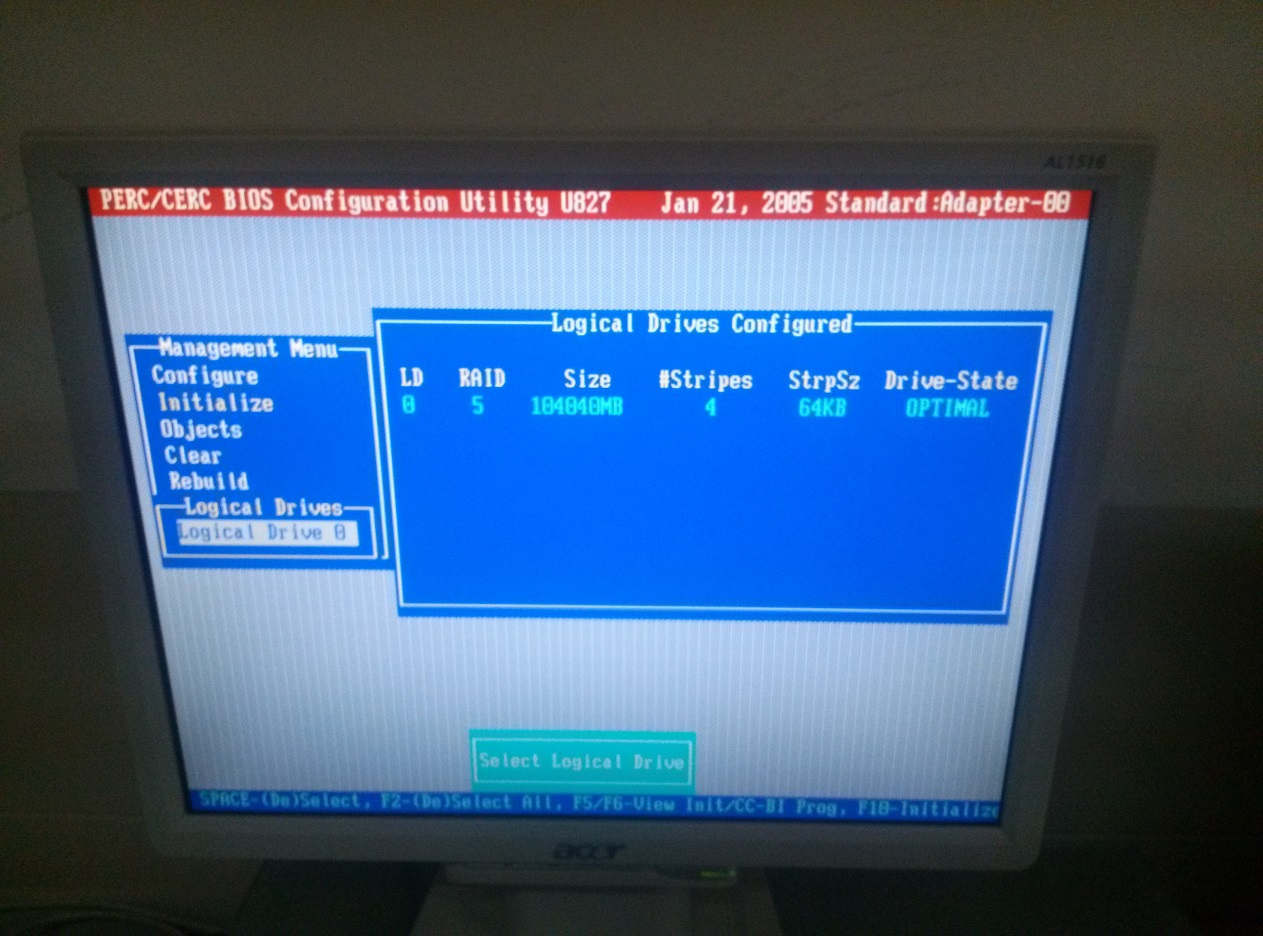 AL1516
PERC/CERC BIOS Configuration Utility U827 Jan 21, 2005 Standard:Adapter-00
Logical Drives Configured
Management Menu
Configure
Initialize
Objects
Clear
Rebuild
Logical Drives
Logical Drive 0
LD RAID Size #Stripes StrpSz Drive-State
0 5 104040MB 4 64KB OPTIMAL
Select Logical Drive
SPACE-(De)Select, F2-(De)Select All, F5/F6-View Init/CC-BI Prog, F10-Initialize
acer